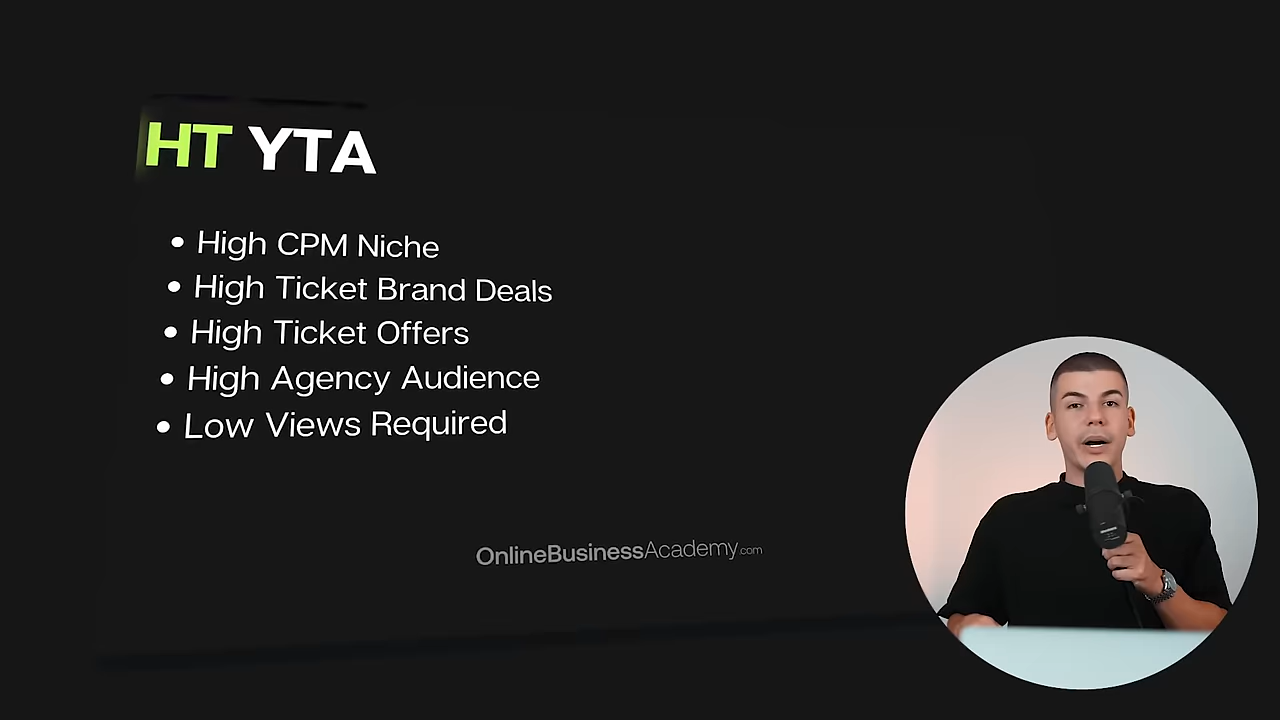 HT YTA
• High CPM Niche
• High Ticket Brand Deals
• High Ticket Offers
• High Agency Audience
• Low Views Required
OnlineBusinessAcademy.com